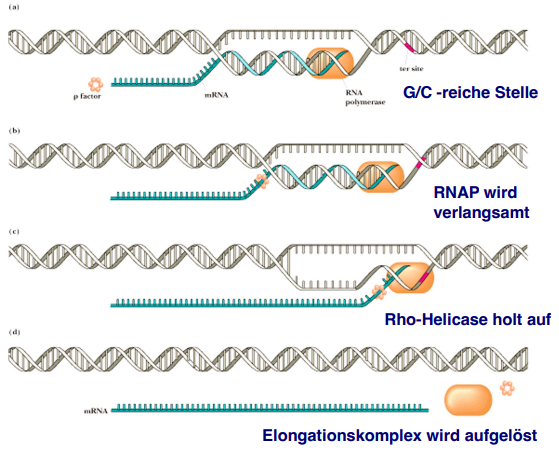 (a)
ρ factor
mRNA
RNA
polymerase
ter site
G/C -reiche Stelle
(b)
RNAP wird
verlangsamt
(c)
Rho-Helicase holt auf
(d)
mRNA
Elongationskomplex wird aufgelöst